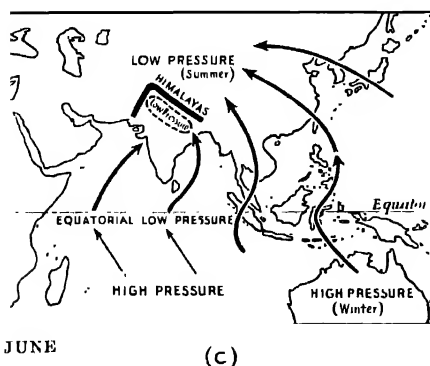 LOW PRESSURE
(Summer)
HIMALAYAS
Low Pressure
Equator
EQUATORIAL LOW PRESSURE
HIGH PRESSURE
HIGH PRESSURE
(Winter)
JUNE
(c)